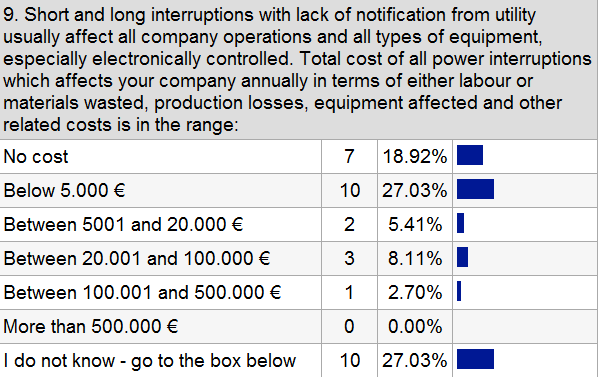 9. Short and long interruptions with lack of notification from utility
usually affect all company operations and all types of equipment,
especially electronically controlled. Total cost of all power interruptions
which affects your company annually in terms of either labour or
materials wasted, production losses, equipment affected and other
related costs is in the range:
No cost 7 18.92%
Below 5.000 € 10 27.03%
Between 5001 and 20.000 € 2 5.41%
Between 20.001 and 100.000 € 3 8.11%
Between 100.001 and 500.000 € 1 2.70%
More than 500.000 € 0 0.00%
I do not know - go to the box below 10 27.03%